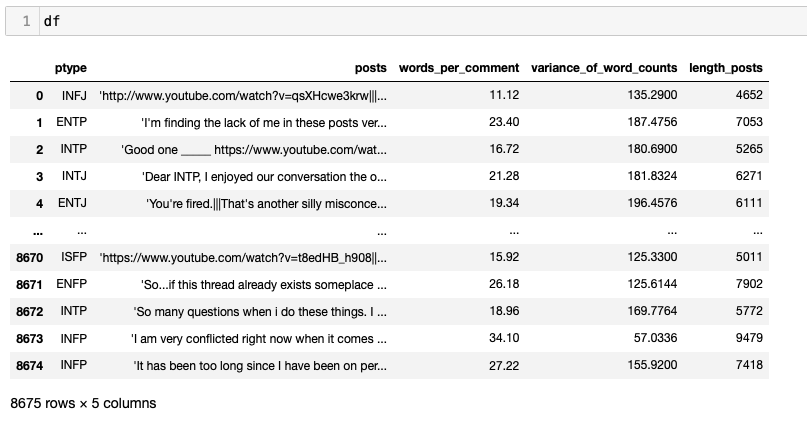 1 df
ptype posts words_per_comment variance_of_word_counts length_posts
0 INFJ 'http://www.youtube.com/watch?v=qsXHcwe3krw|||... 11.12 135.2900 4652
1 ENTP 'I'm finding the lack of me in these posts ver... 23.40 187.4756 7053
2 INTP 'Good one _____ https://www.youtube.com/wat... 16.72 180.6900 5265
3 INTJ 'Dear INTP, I enjoyed our conversation the o... 21.28 181.8324 6271
4 ENTJ 'You're fired.|||That's another silly misconce... 19.34 196.4576 6111
... ... ... ... ... ...
8670 ISFP 'https://www.youtube.com/watch?v=t8edHB_h908||... 15.92 125.3300 5011
8671 ENFP 'So...if this thread already exists someplace ... 26.18 125.6144 7902
8672 INTP 'So many questions when i do these things. I ... 18.96 169.7764 5772
8673 INFP 'I am very conflicted right now when it comes ... 34.10 57.0336 9479
8674 INFP 'It has been too long since I have been on per... 27.22 155.9200 7418
8675 rows × 5 columns